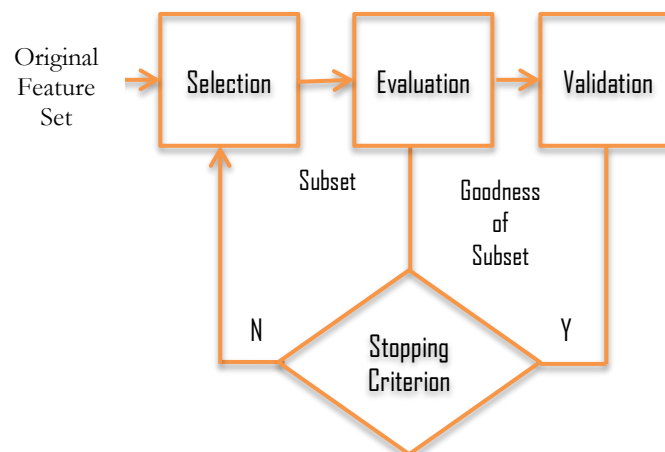 Original
Feature
Set
Selection
Evaluation
Validation
Subset
Goodness
of
Subset
N
Y
Stopping
Criterion